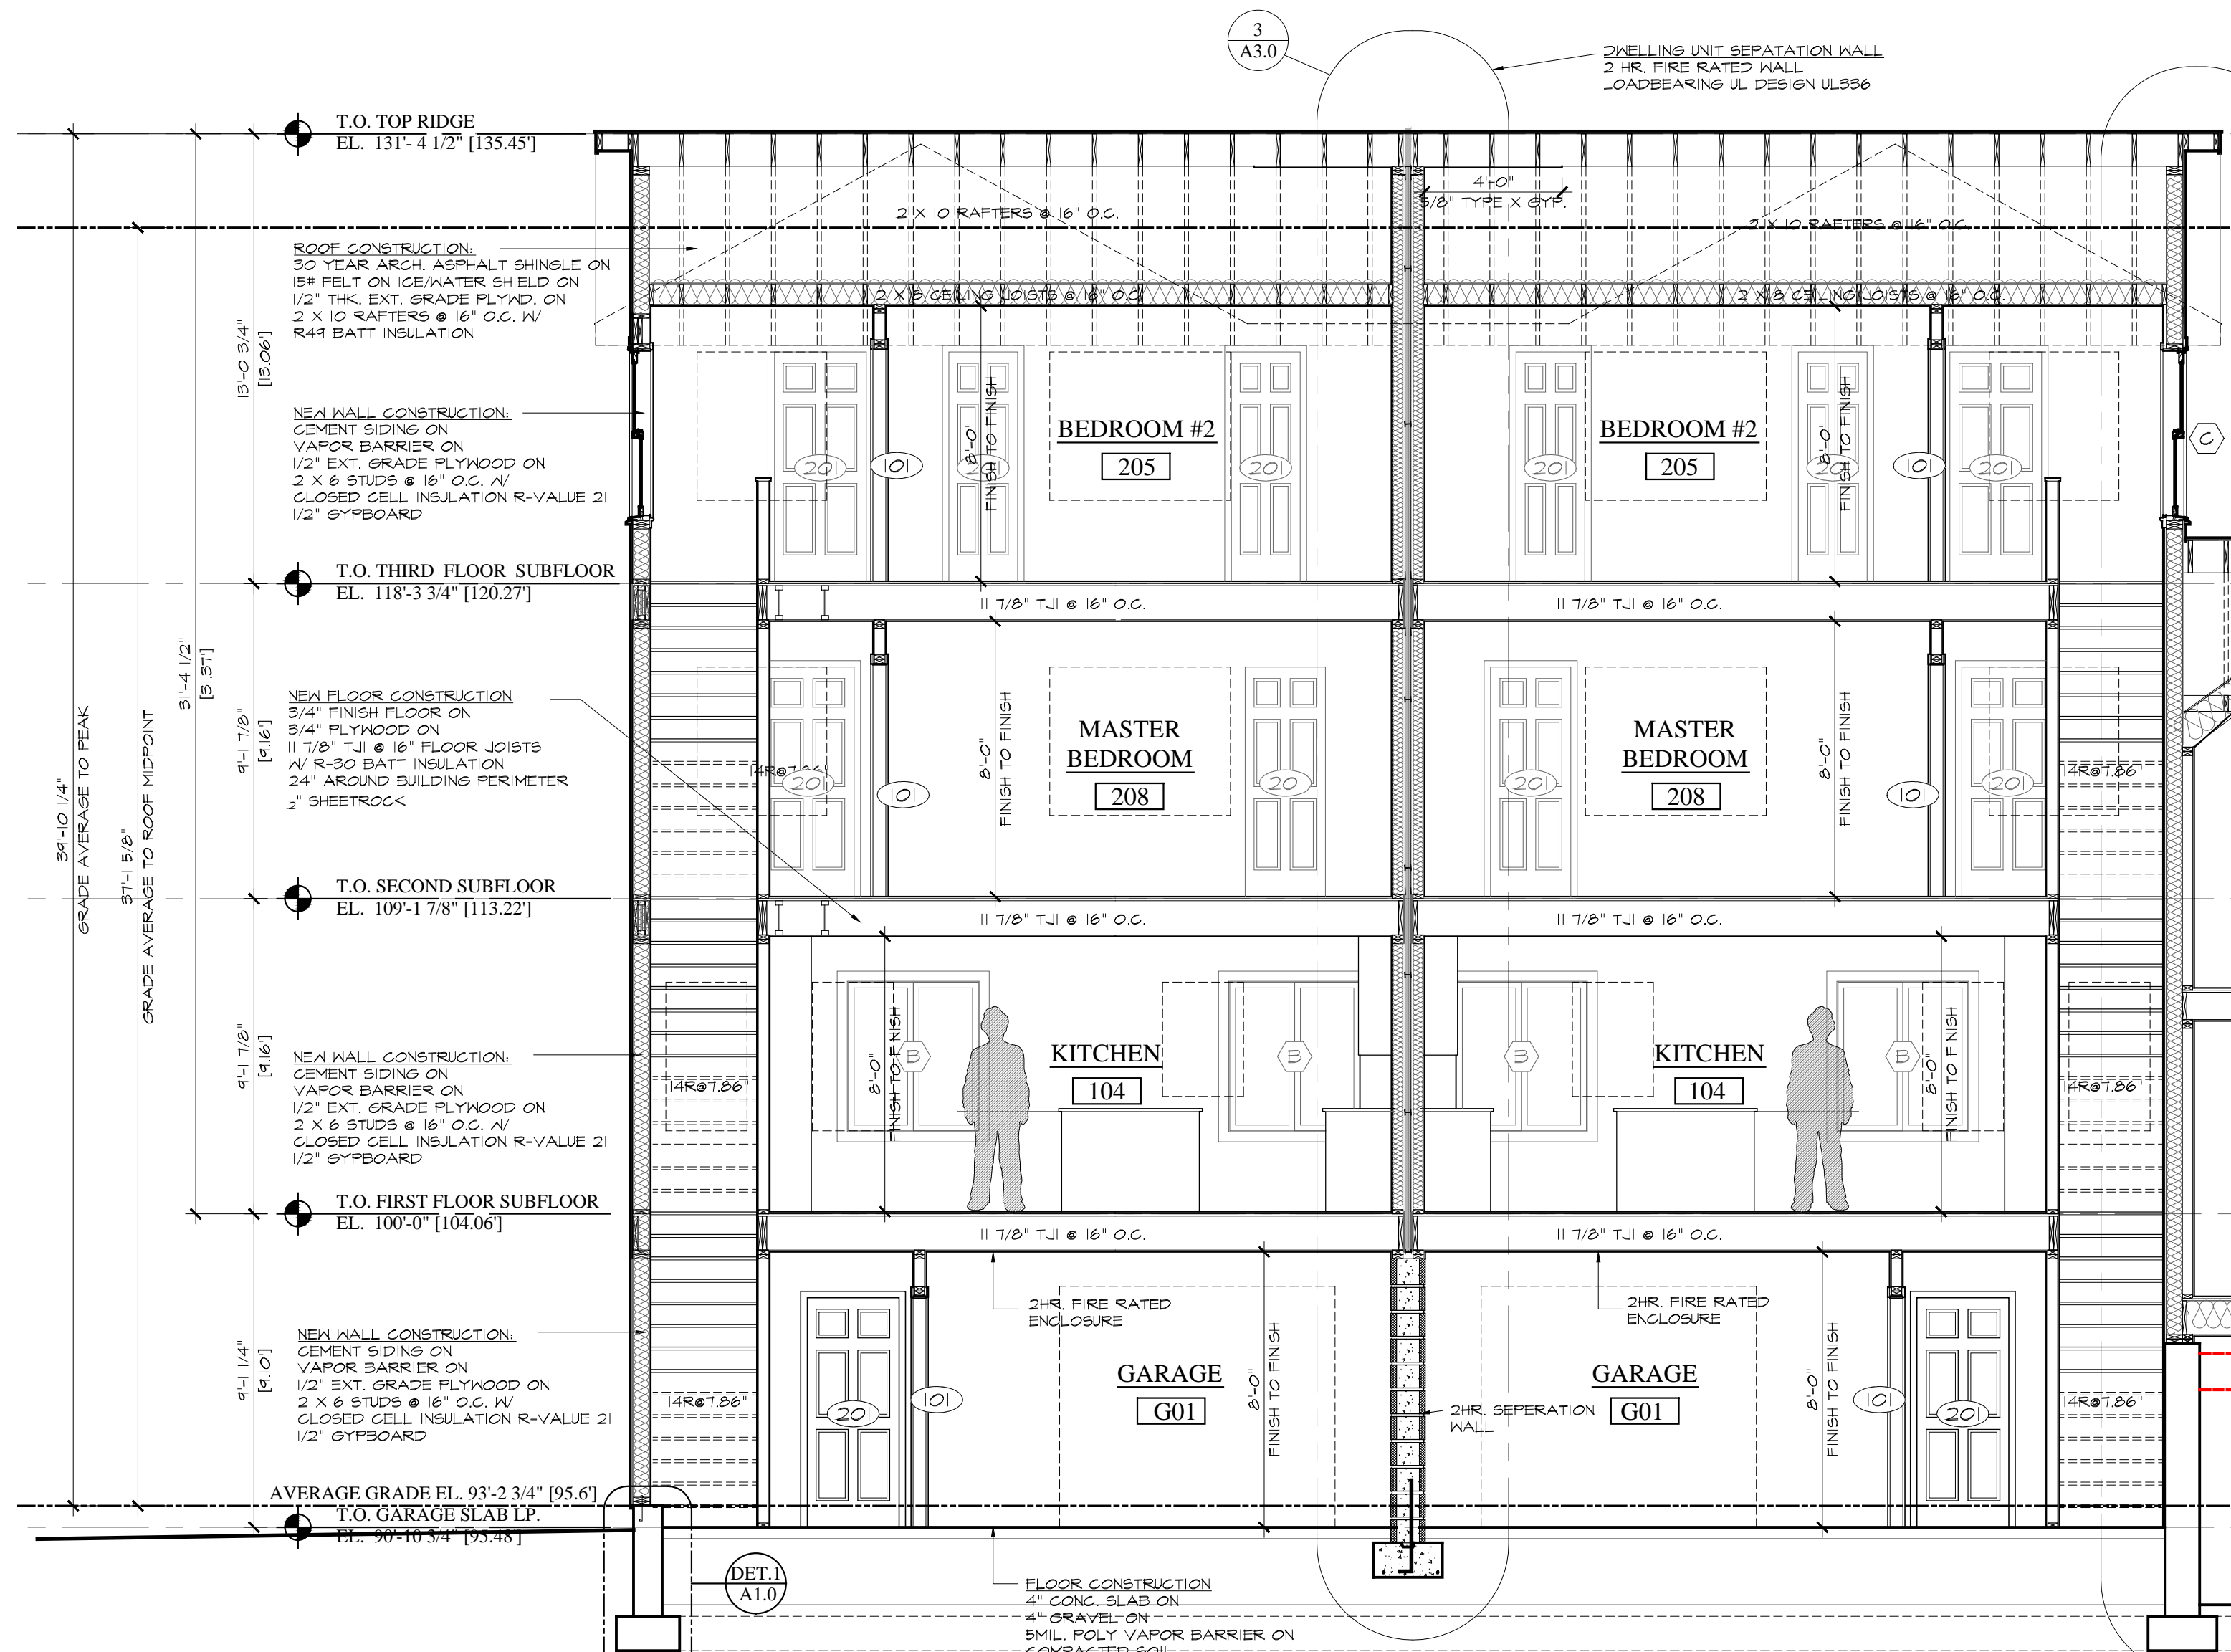 3
A3.0
DWELLING UNIT SEPATATION WALL
2 HR. FIRE RATED WALL
LOADBEARING UL DESIGN UL336
T.O. TOP RIDGE
EL. 131'- 4 1/2" [135.45']
4'-0"
5/8" TYPE X GYP.
2 X 10 RAFTERS @ 16" O.C.
2 X 10 RAFTERS @ 16" O.C.
ROOF CONSTRUCTION:
30 YEAR ARCH. ASPHALT SHINGLE ON
15# FELT ON ICE/WATER SHIELD ON
1/2" THK. EXT. GRADE PLYWD. ON
2 X 10 RAFTERS @ 16" O.C. W/
R49 BATT INSULATION
2 X 8 CEILING JOISTS @ 16" O.C.
2 X 8 CEILING JOISTS @ 16" O.C.
13'-0 3/4"
[13.06']
NEW WALL CONSTRUCTION:
CEMENT SIDING ON
VAPOR BARRIER ON
1/2" EXT. GRADE PLYWOOD ON
2 X 6 STUDS @ 16" O.C. W/
CLOSED CELL INSULATION R-VALUE 21
1/2" GYPBOARD
201
101
201
8'-0"
FINISH TO FINISH
BEDROOM #2
205
201
201
BEDROOM #2
205
8'-0"
FINISH TO FINISH
201
101
201
C
T.O. THIRD FLOOR SUBFLOOR
EL. 118'-3 3/4" [120.27']
11 7/8" TJI @ 16" O.C.
11 7/8" TJI @ 16" O.C.
39'-10 1/4"
GRADE AVERAGE TO PEAK
37'-1 5/8"
GRADE AVERAGE TO ROOF MIDPOINT
31'-4 1/2"
[31.37']
9'-1 7/8"
[9.16']
NEW FLOOR CONSTRUCTION
3/4" FINISH FLOOR ON
3/4" PLYWOOD ON
11 7/8" TJI @ 16" FLOOR JOISTS
W/ R-30 BATT INSULATION
24" AROUND BUILDING PERIMETER
½" SHEETROCK
14R@7.86"
201
101
8'-0"
FINISH TO FINISH
MASTER
BEDROOM
208
201
201
MASTER
BEDROOM
208
8'-0"
FINISH TO FINISH
101
201
14R@7.86"
T.O. SECOND SUBFLOOR
EL. 109'-1 7/8" [113.22']
11 7/8" TJI @ 16" O.C.
11 7/8" TJI @ 16" O.C.
9'-1 7/8"
[9.16']
NEW WALL CONSTRUCTION:
CEMENT SIDING ON
VAPOR BARRIER ON
1/2" EXT. GRADE PLYWOOD ON
2 X 6 STUDS @ 16" O.C. W/
CLOSED CELL INSULATION R-VALUE 21
1/2" GYPBOARD
14R@7.86"
8'-0"
FINISH TO FINISH
B
KITCHEN
104
B
B
KITCHEN
104
B
8'-0"
FINISH TO FINISH
14R@7.86"
T.O. FIRST FLOOR SUBFLOOR
EL. 100'-0" [104.06']
11 7/8" TJI @ 16" O.C.
11 7/8" TJI @ 16" O.C.
2HR. FIRE RATED
ENCLOSURE
2HR. FIRE RATED
ENCLOSURE
9'-1 1/4"
[9.10']
NEW WALL CONSTRUCTION:
CEMENT SIDING ON
VAPOR BARRIER ON
1/2" EXT. GRADE PLYWOOD ON
2 X 6 STUDS @ 16" O.C. W/
CLOSED CELL INSULATION R-VALUE 21
1/2" GYPBOARD
14R@7.86"
201
101
GARAGE
G01
8'-0"
FINISH TO FINISH
2HR. SEPERATION
WALL
GARAGE
G01
8'-0"
FINISH TO FINISH
101
201
14R@7.86"
AVERAGE GRADE EL. 93'-2 3/4" [95.6']
T.O. GARAGE SLAB LP.
EL. 90'-10 3/4" [95.48']
DET.1
A1.0
FLOOR CONSTRUCTION
4" CONC. SLAB ON
4" GRAVEL ON
5MIL. POLY VAPOR BARRIER ON
COMPACTED SOIL